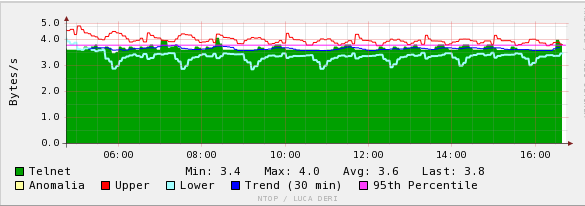 5.0
4.0
3.0
2.0
1.0
0.0
Bytes/s
06:00 08:00 10:00 12:00 14:00 16:00
Telnet Min: 3.4 Max: 4.0 Avg: 3.6 Last: 3.8
Anomalia Upper Lower Trend (30 min) 95th Percentile
NTOP / LUCA DERI